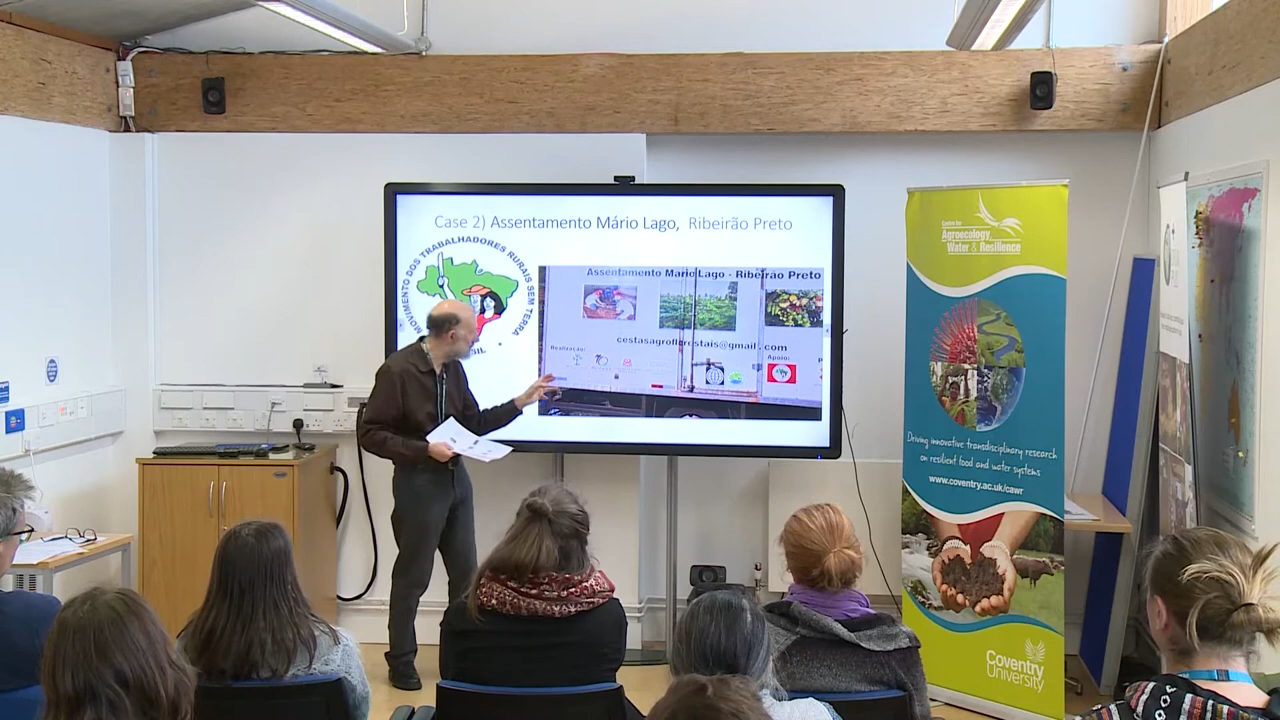 Case 2) Assentamento Mário Lago, Ribeirão Preto
MOVIMENTO DOS TRABALHADORES RURAIS SEM TERRA
Assentamento Mario Lago - Ribeirão Preto
cestasagroflorestais@gmail.com
Realização:
Apoio:
Centre for
Agroecology,
Water & Resilience
Driving innovative transdisciplinary research
on resilient food and water systems
www.coventry.ac.uk/cawr
Coventry
University